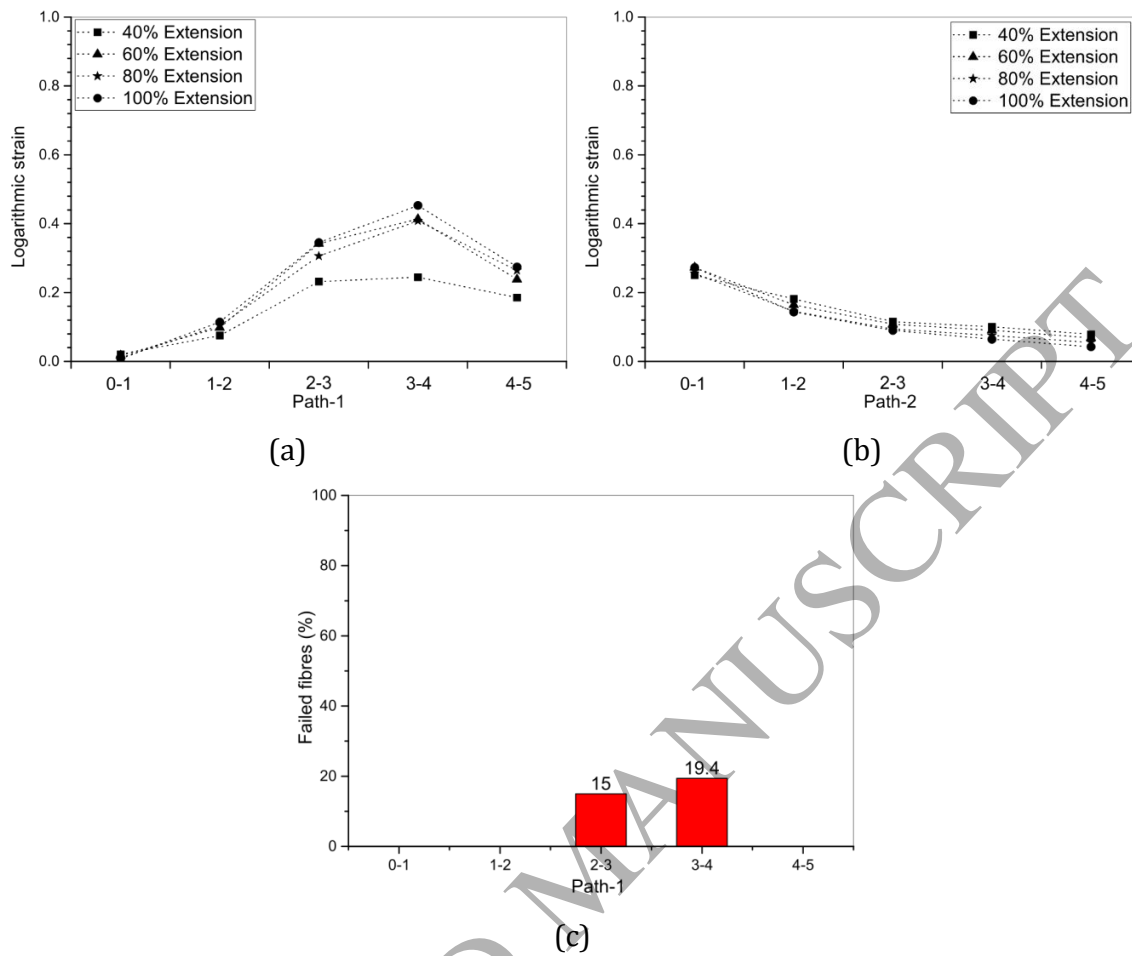 1.0
0.8
0.6
0.4
0.2
0.0
Logarithmic strain
40% Extension
60% Extension
80% Extension
100% Extension
0-1 1-2 2-3 3-4 4-5
Path-1
(a)
1.0
0.8
0.6
0.4
0.2
0.0
Logarithmic strain
40% Extension
60% Extension
80% Extension
100% Extension
0-1 1-2 2-3 3-4 4-5
Path-2
(b)
100
80
60
40
20
0
Failed fibres (%)
15
19.4
0-1 1-2 2-3 3-4 4-5
Path-1
(c)
MANUSCRIPT